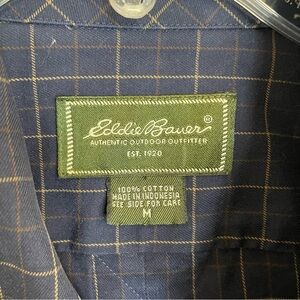 Eddie Bauer®
AUTHENTIC OUTDOOR OUTFITTER
EST. 1920
100% COTTON
MADE IN INDONESIA
SEE SIDE FOR CARE
M